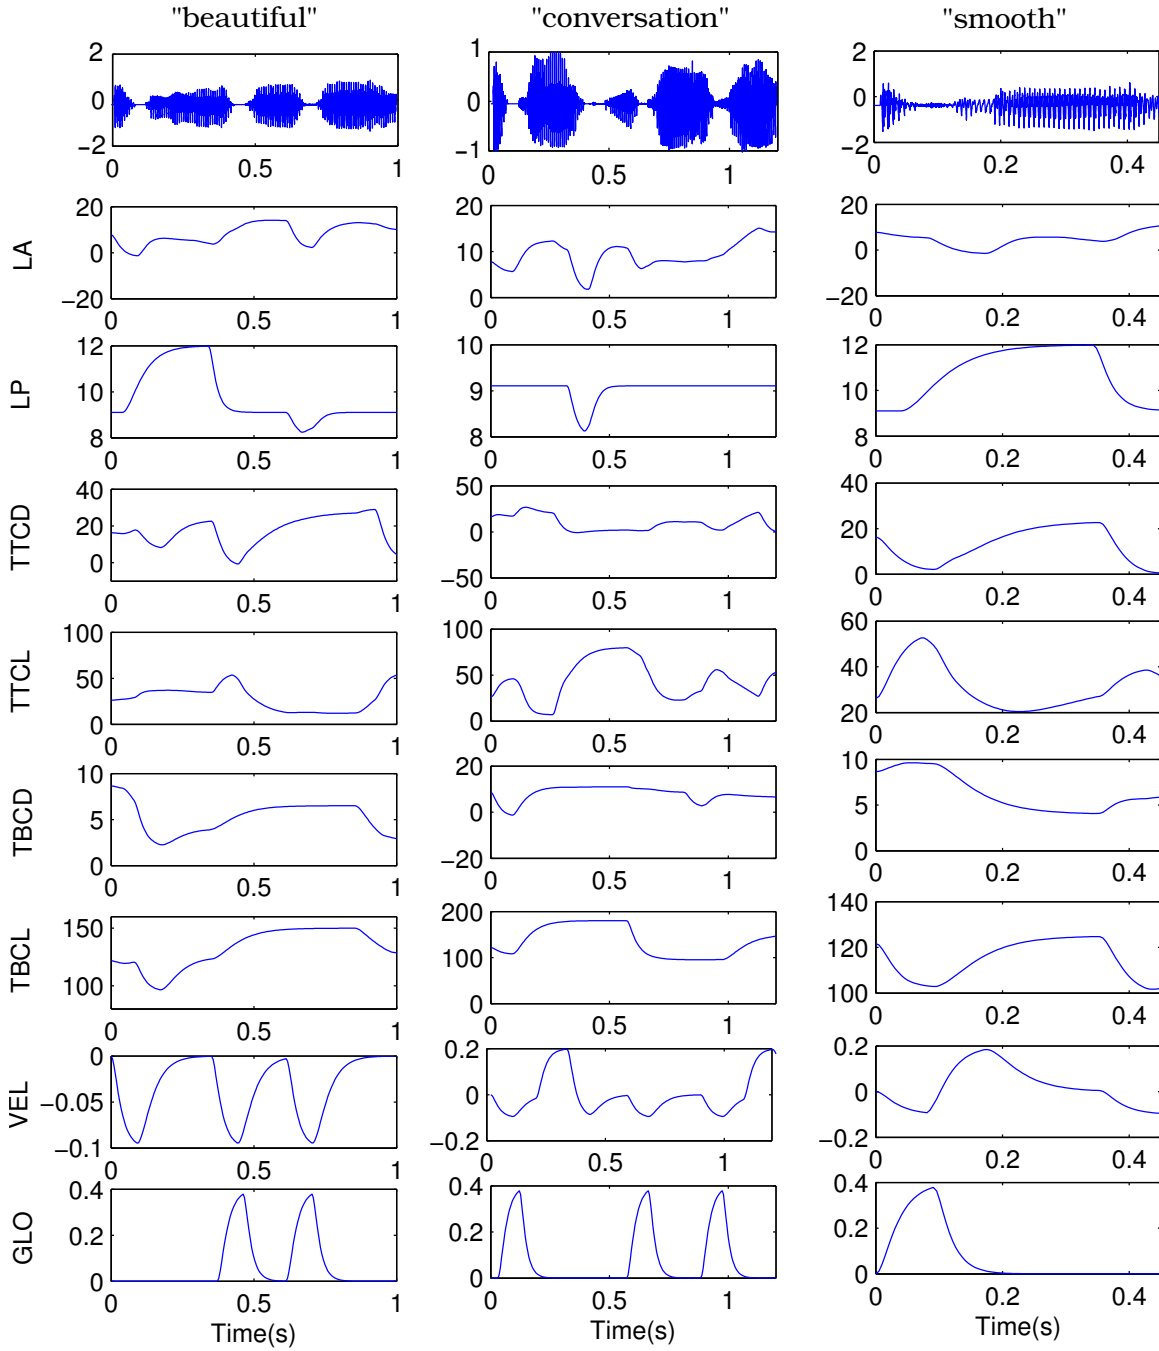 "beautiful" "conversation" "smooth"
2 0 −2 0 0.5 1
1 0 −1 0 0.5 1
2 0 −2 0 0.2 0.4
LA
20 0 −20 0 0.5 1
20 10 0 0 0.5 1
20 0 −20 0 0.2 0.4
LP
12 10 8 0 0.5 1
10 9 8 0 0.5 1
12 10 8 0 0.2 0.4
TTCD
40 20 0 0 0.5 1
50 0 −50 0 0.5 1
40 20 0 0 0.2 0.4
TTCL
100 50 0 0 0.5 1
100 50 0 0 0.5 1
60 40 20 0 0.2 0.4
TBCD
10 5 0 0 0.5 1
20 0 −20 0 0.5 1
10 5 0 0 0.2 0.4
TBCL
150 100 0 0.5 1
200 100 0 0 0.5 1
140 120 100 0 0.2 0.4
VEL
0 −0.05 −0.1 0 0.5 1
0.2 0 −0.2 0 0.5 1
0.2 0 −0.2 0 0.2 0.4
GLO
0.4 0.2 0 0 0.5 1
0.4 0.2 0 0 0.5 1
0.4 0.2 0 0 0.2 0.4
Time(s) Time(s) Time(s)